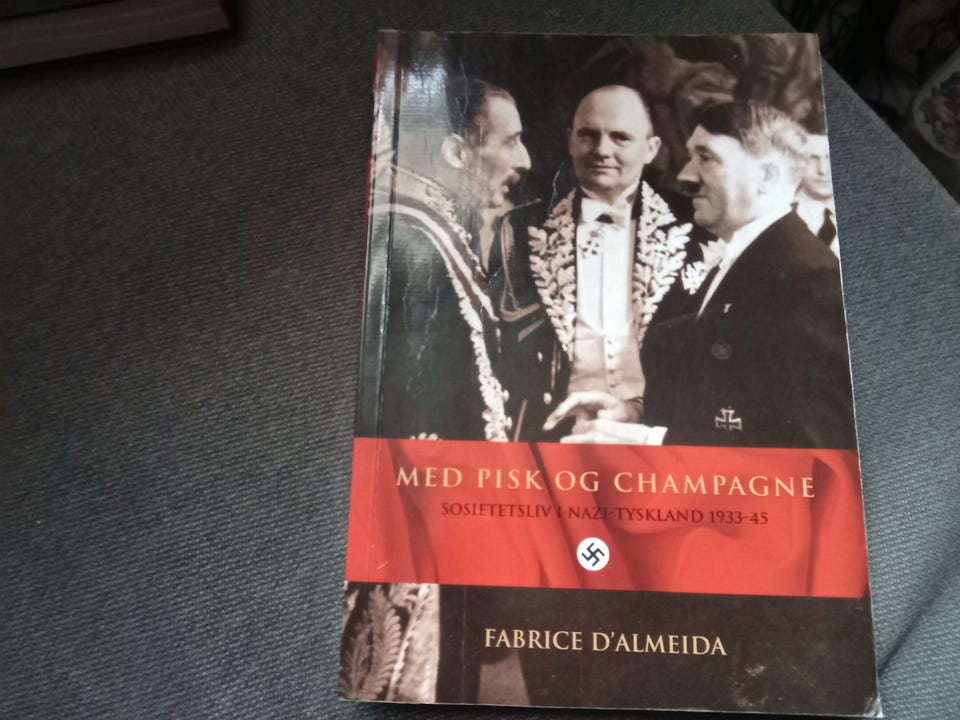 MED PISK OG CHAMPAGNE
SOSIETETSLIV I NAZI-TYSKLAND 1933-45
FABRICE D'ALMEIDA